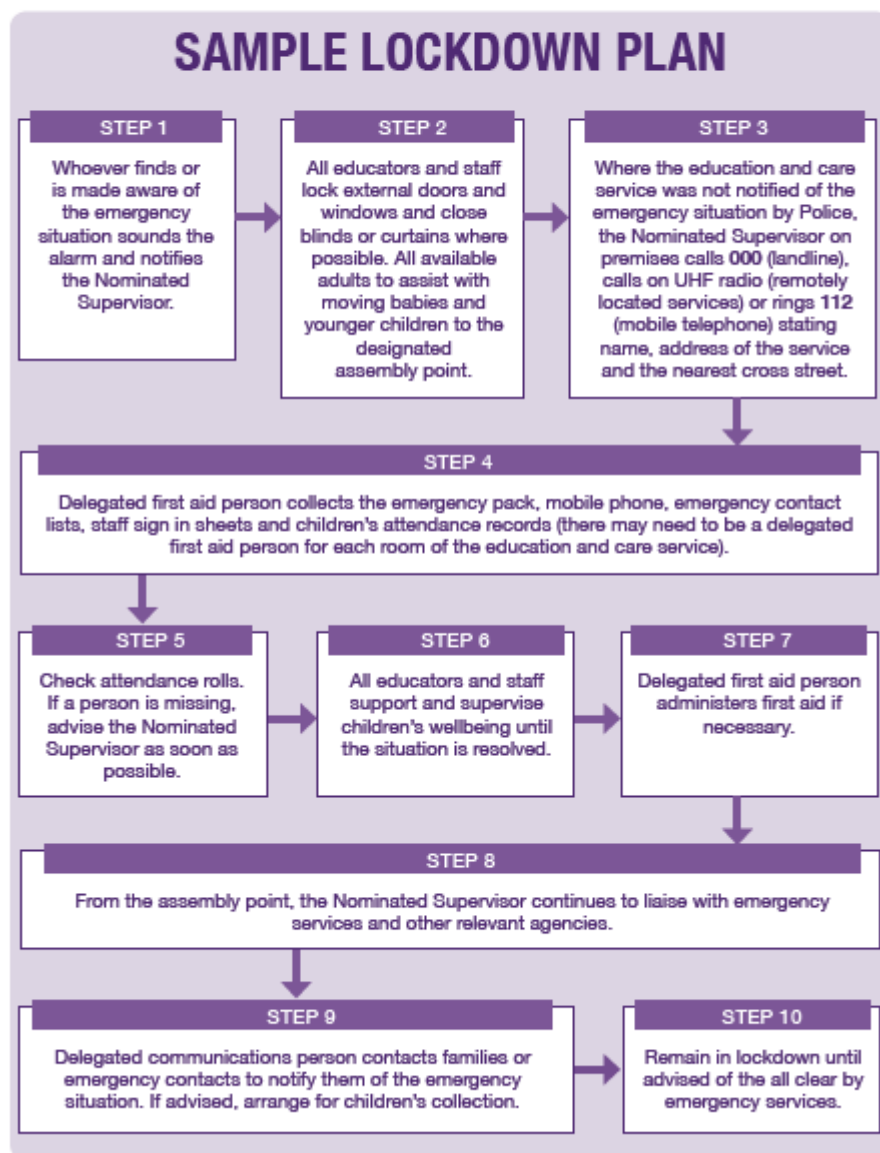 SAMPLE LOCKDOWN PLAN
STEP 1
Whoever finds or
is made aware of
the emergency
situation sounds the
alarm and notifies
the Nominated
Supervisor.
STEP 2
All educators and staff
lock external doors and
windows and close
blinds or curtains where
possible. All available
adults to assist with
moving babies and
younger children to the
designated
assembly point.
STEP 3
Where the education and care
service was not notified of the
emergency situation by Police,
the Nominated Supervisor on
premises calls 000 (landline),
calls on UHF radio (remotely
located services) or rings 112
(mobile telephone) stating
name, address of the service
and the nearest cross street.
STEP 4
Delegated first aid person collects the emergency pack, mobile phone, emergency contact
lists, staff sign in sheets and children's attendance records (there may need to be a delegated
first aid person for each room of the education and care service).
STEP 5
Check attendance rolls.
If a person is missing,
advise the Nominated
Supervisor as soon as
possible.
STEP 6
All educators and staff
support and supervise
children's wellbeing until
the situation is resolved.
STEP 7
Delegated first aid person
administers first aid if
necessary.
STEP 8
From the assembly point, the Nominated Supervisor continues to liaise with emergency
services and other relevant agencies.
STEP 9
Delegated communications person contacts families or
emergency contacts to notify them of the emergency
situation. If advised, arrange for children's collection.
STEP 10
Remain in lockdown until
advised of the all clear by
emergency services.